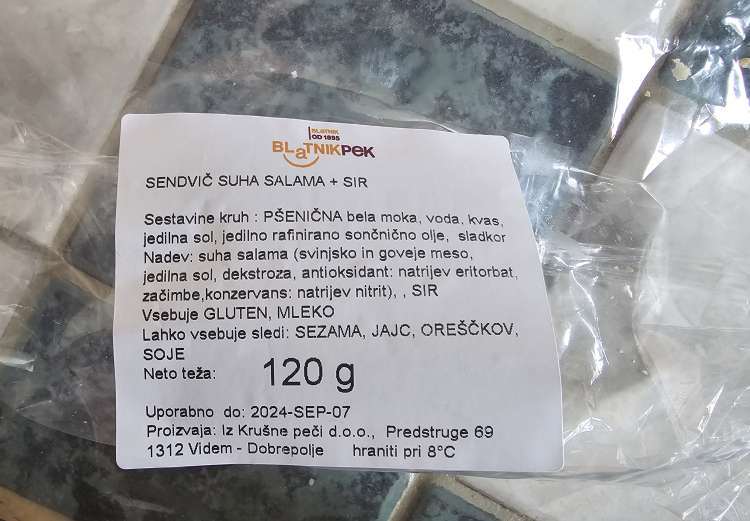 BLATNIK
OD 1895
BLaTNIKPeK
SENDVIČ SUHA SALAMA + SIR
Sestavine kruh : PŠENIČNA bela moka, voda, kvas,
jedilna sol, jedilno rafinirano sončnično olje, sladkor
Nadev: suha salama (svinjsko in goveje meso,
jedilna sol, dekstroza, antioksidant: natrijev eritorbat,
začimbe,konzervans: natrijev nitrit), , SIR
Vsebuje GLUTEN, MLEKO
Lahko vsebuje sledi: SEZAMA, JAJC, OREŠČKOV,
SOJE
Neto teža: 120 g
Uporabno do: 2024-SEP-07
Proizvaja: Iz Krušne peči d.o.o., Predstruge 69
1312 Videm - Dobrepolje hraniti pri 8°C